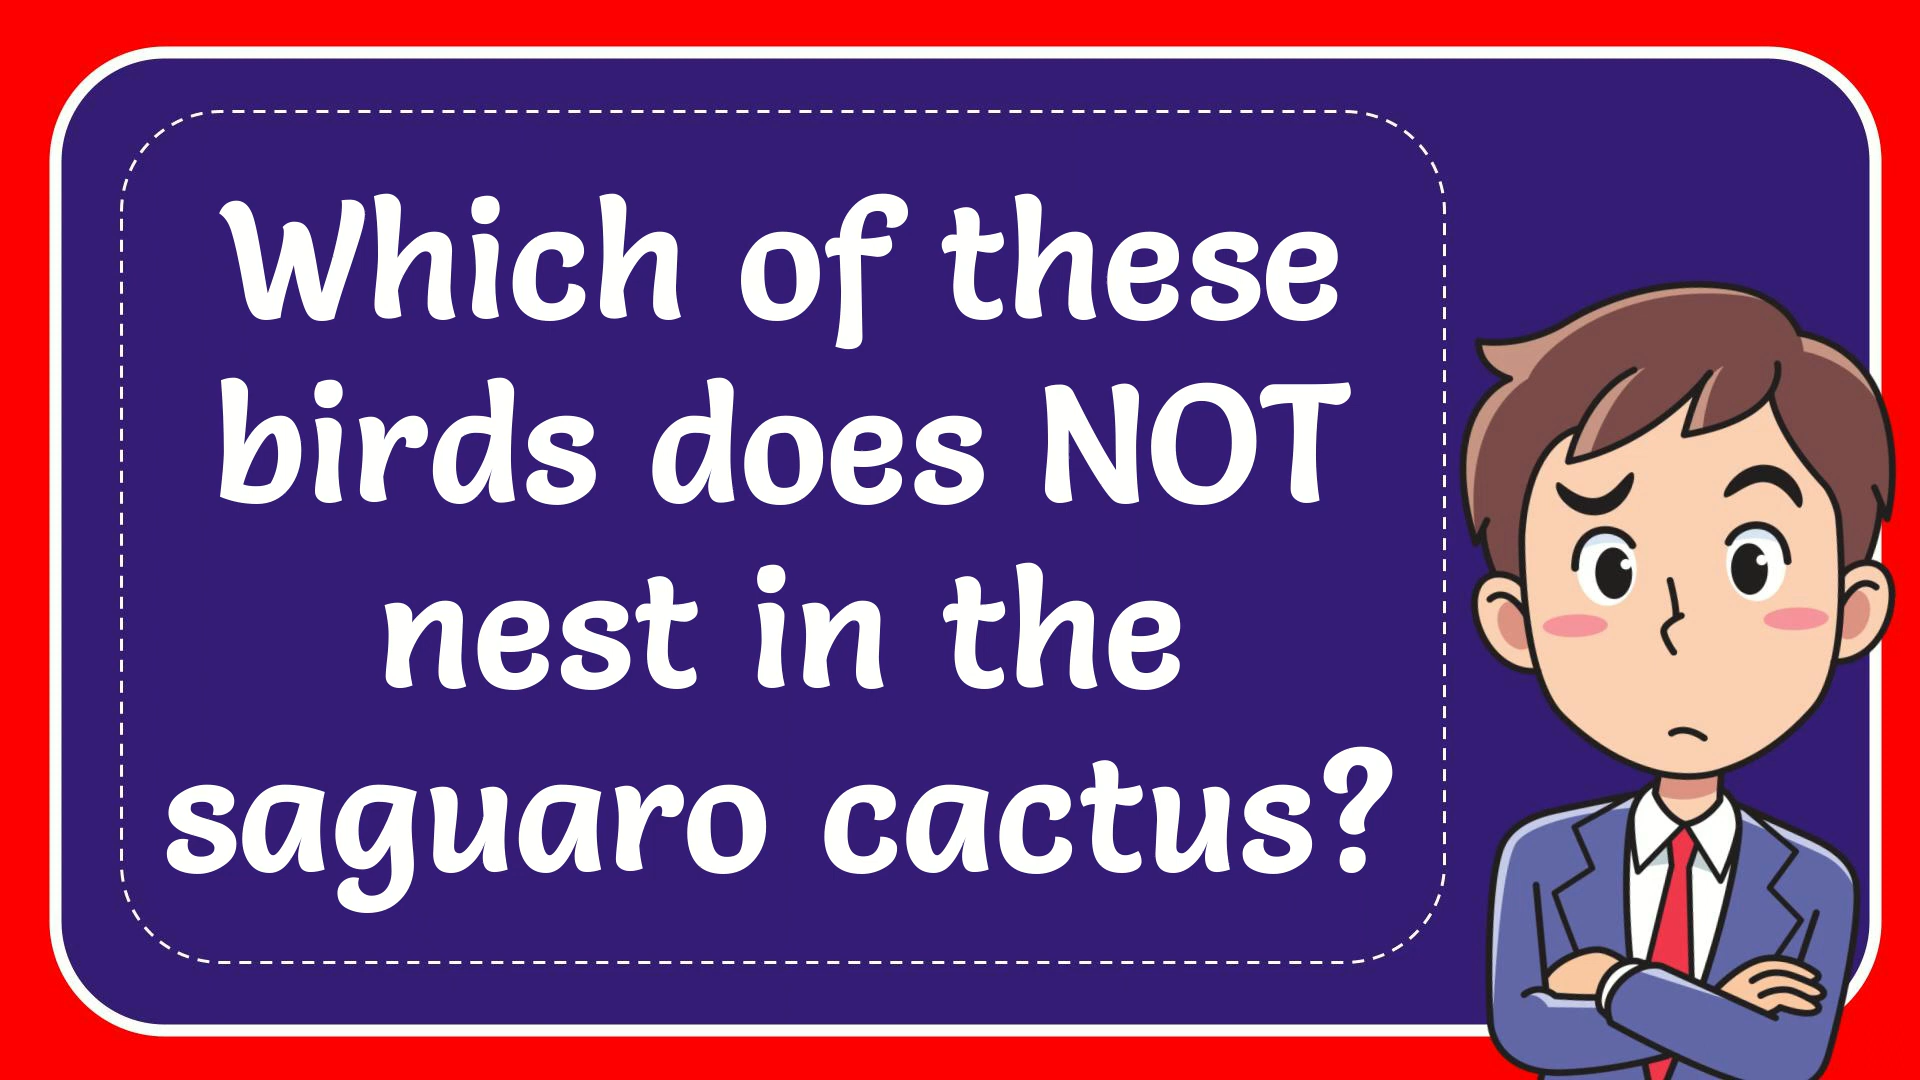 Which of these
birds does NOT
nest in the
saguaro cactus?